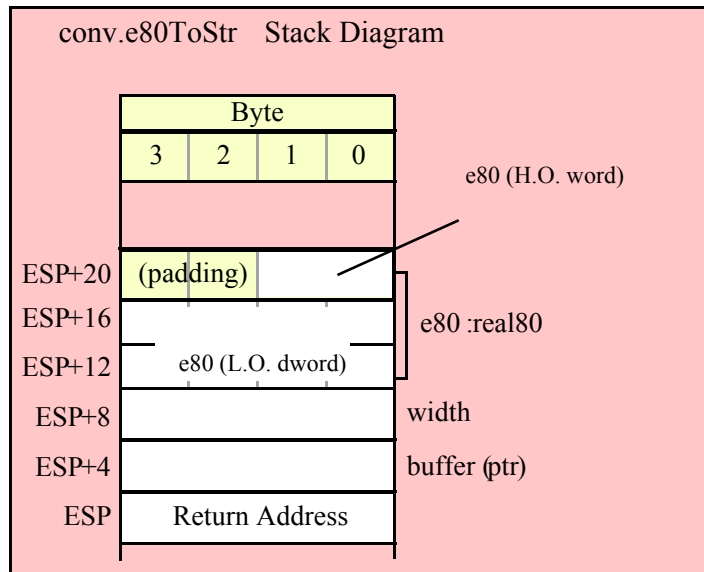 conv.e80ToStr Stack Diagram
Byte
3 2 1 0
e80 (H.O. word)
ESP+20 (padding)
ESP+16
e80 :real80
ESP+12 e80 (L.O. dword)
ESP+8 width
ESP+4 buffer (ptr)
ESP Return Address